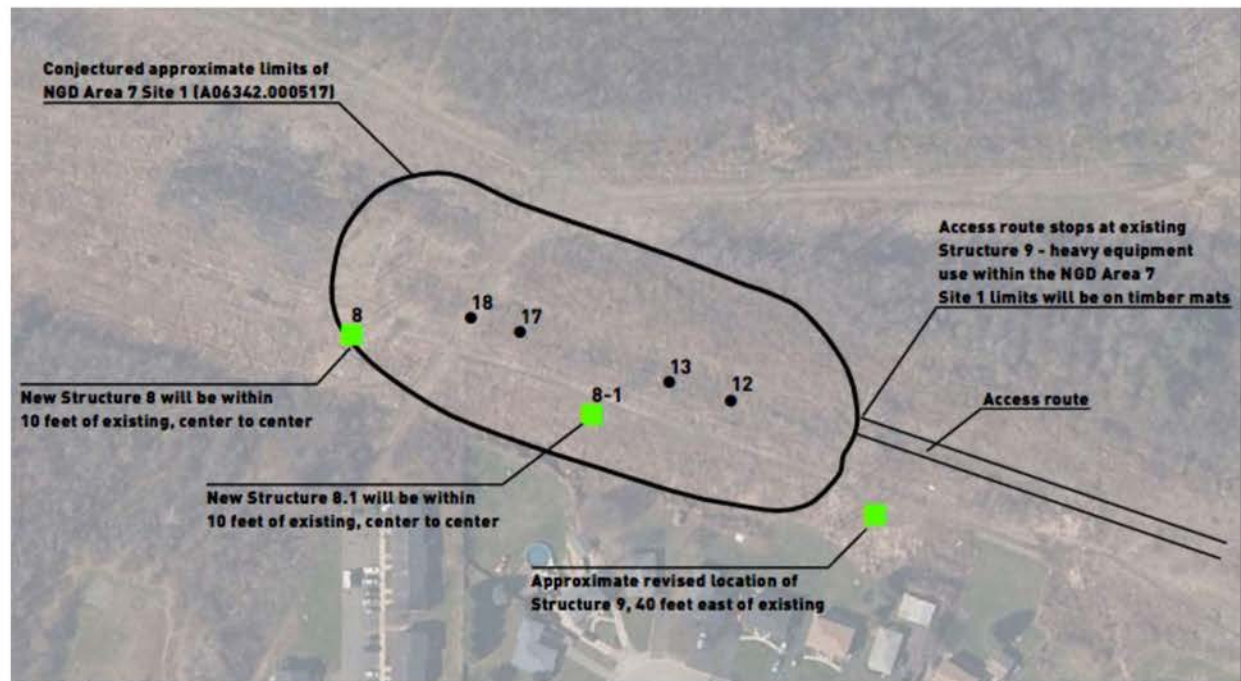 Conjectured approximate limits of
NGD Area 7 Site 1 (A06342.000517)
Access route stops at existing
Structure 9 - heavy equipment
use within the NGD Area 7
Site 1 limits will be on timber mats
18
8
17
13
12
8-1
Access route
New Structure 8 will be within
10 feet of existing, center to center
New Structure 8.1 will be within
10 feet of existing, center to center
Approximate revised location of
Structure 9, 40 feet east of existing